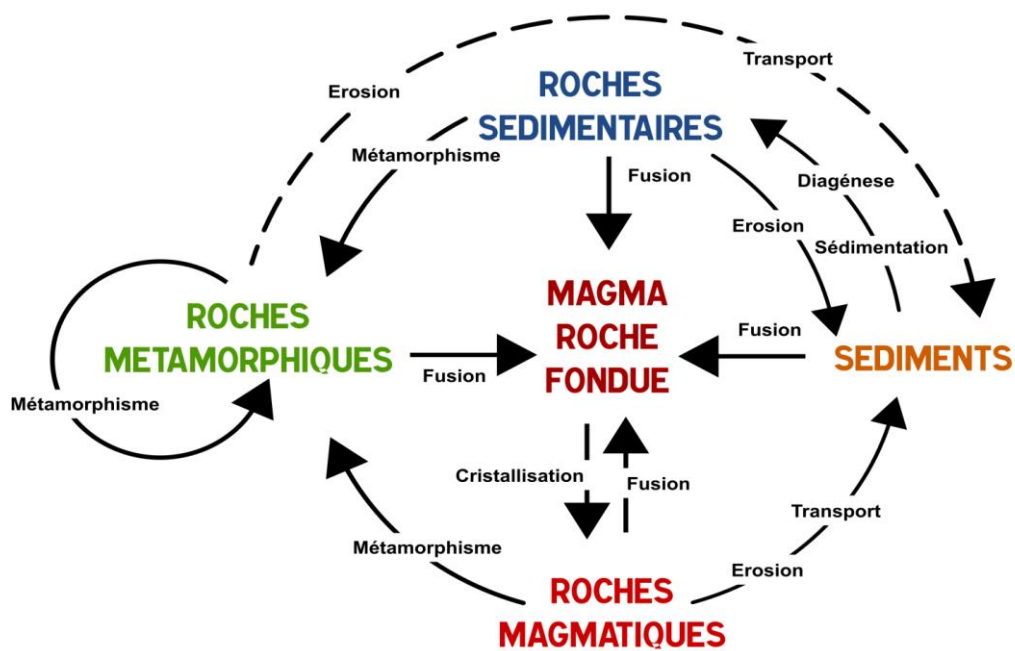 Transport
Erosion
ROCHES
SEDIMENTAIRES
Métamorphisme
Fusion
Diagénese
Erosion
Sédimentation
ROCHES
METAMORPHIQUES
MAGMA
ROCHE
FONDUE
Fusion
SEDIMENTS
Fusion
Métamorphisme
Cristallisation
Fusion
Transport
Métamorphisme
Erosion
ROCHES
MAGMATIQUES